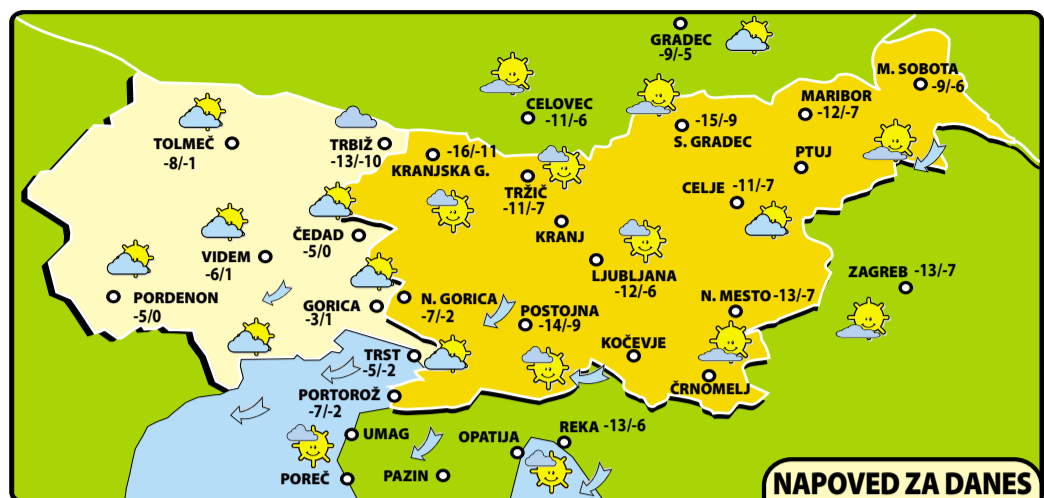 GRADEC
-9/-5
M. SOBOTA
-9/-6
CELOVEC
-11/-6
MARIBOR
-12/-7
-15/-9
S. GRADEC
TOLMEČ
-8/-1
TRBIŽ
-13/-10
-16/-11
KRANJSKA G.
PTUJ
TRŽIČ
-11/-7
CELJE -11/-7
KRANJ
ČEDAD
-5/0
VIDEM
-6/1
LJUBLJANA
-12/-6
ZAGREB -13/-7
PORDENON
-5/0
GORICA
-3/1
N. GORICA
-7/-2
POSTOJNA
-14/-9
N. MESTO -13/-7
TRST
-5/-2
KOČEVJE
ČRNOMELJ
PORTOROŽ
-7/-2
UMAG
OPATIJA
REKA -13/-6
POREČ
PAZIN
NAPOVED ZA DANES